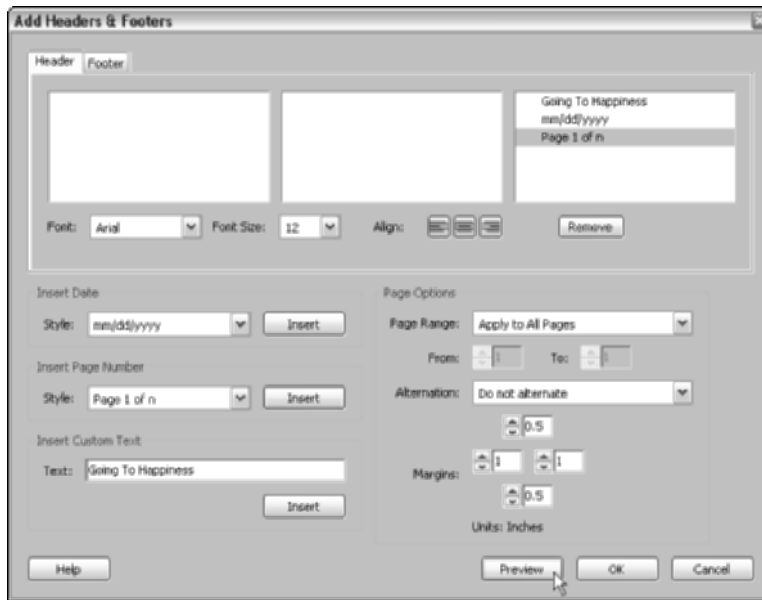 Add Headers & Footers
Header Footer
Going To Happiness
mm/dd/yyyy
Page 1 of n
Font: Arial Font Size: 12 Align: Remove
Insert Date
Style: mm/dd/yyyy Insert
Insert Page Number
Style: Page 1 of n Insert
Insert Custom Text
Text: Going To Happiness
Insert
Page Options
Page Range: Apply to All Pages
From: 1 To: 1
Alternation: Do not alternate
0.5
Margins: 1 1
0.5
Units: Inches
Help Preview OK Cancel